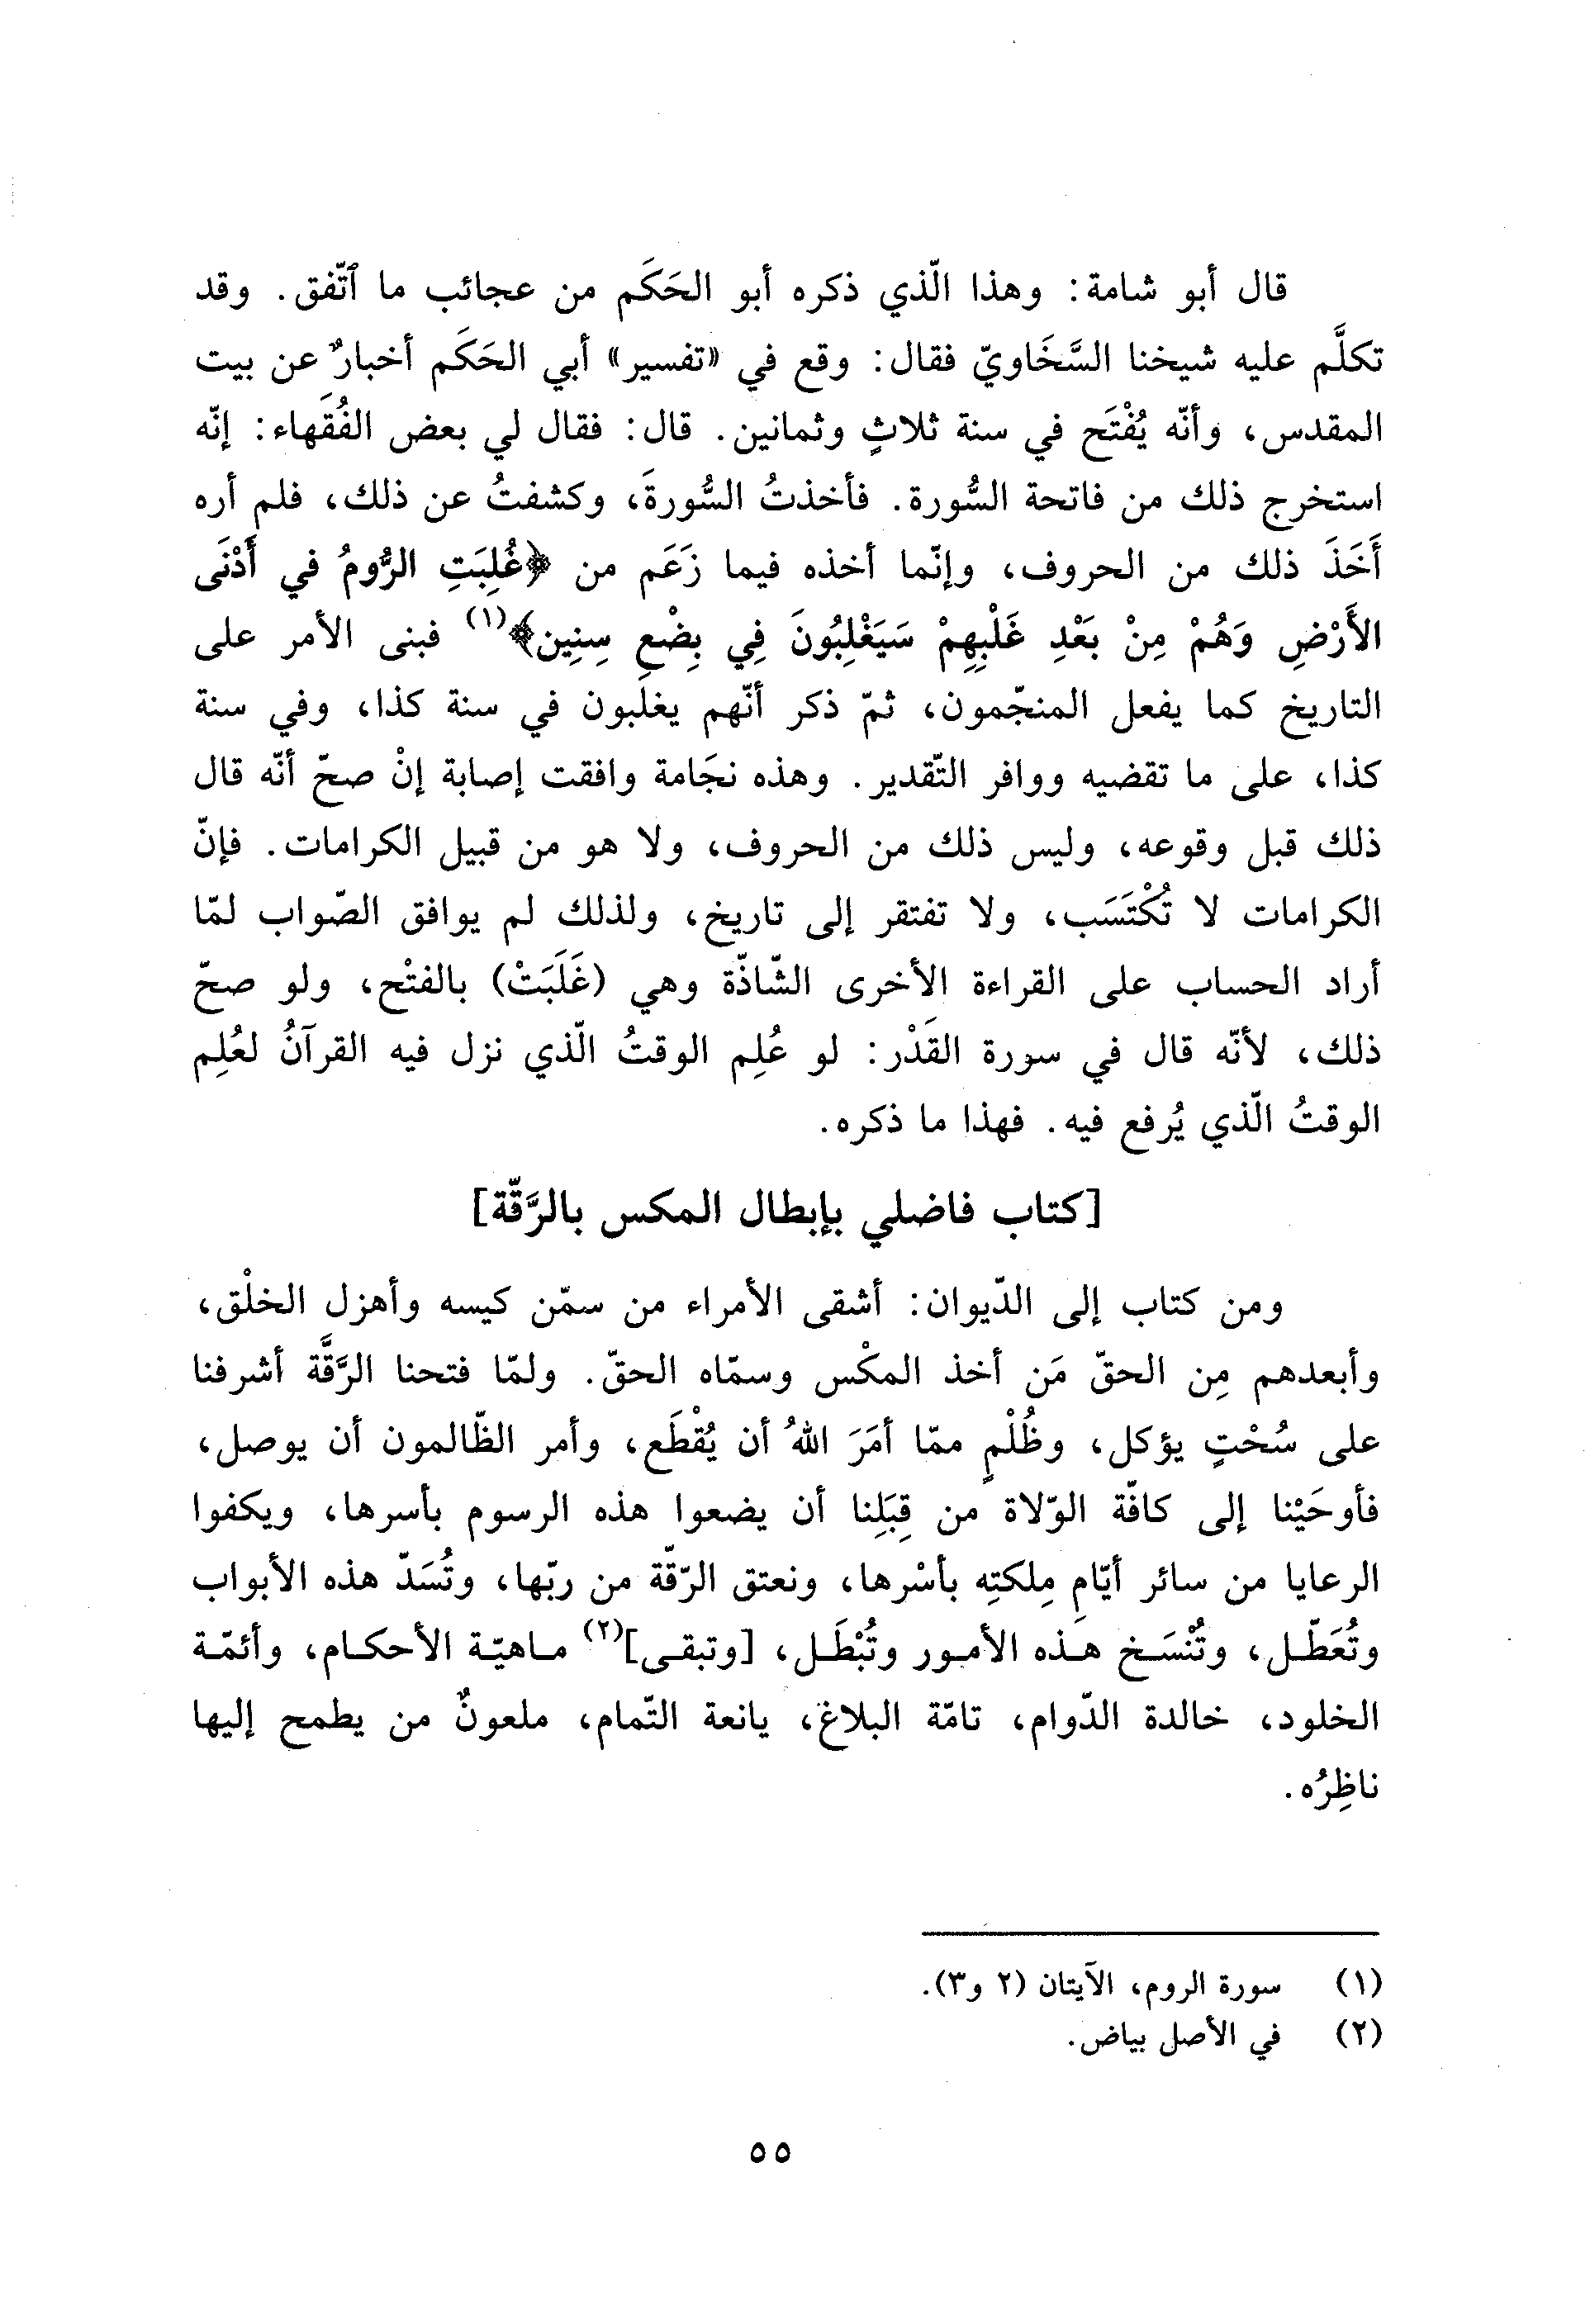 قال أبو شامة: وهذا الّذي ذكره أبو الحَكَم من عجائب ما ٱتّفق. وقد
تكلَّم عليه شيخنا السَّخَاويّ فقال: وقع في «تفسير» أبي الحَكَم أخبارٌ عن بيت
المقدس، وأنّه يُفْتَح في سنة ثلاثٍ وثمانين. قال: فقال لي بعض الفُقَهاء: إنّه
استخرج ذلك من فاتحة السُّورة. فأخذتُ السُّورةَ، وكشفتُ عن ذلك، فلم أره
أَخَذَ ذلك من الحروف، وإنّما أخذه فيما زَعَم من ﴿غُلِبَتِ الرُّومُ في أَدْنَى
الأَرْضِ وَهُمْ مِنْ بَعْدِ غَلْبِهِمْ سَيَغْلِبُونَ فِي بِضْعِ سِنِين﴾(١) فبنى الأمر على
التاريخ كما يفعل المنجّمون، ثمّ ذكر أنّهم يغلبون في سنة كذا، وفي سنة
كذا، على ما تقضيه ووافر التّقدير. وهذه نجَامة وافقت إصابة إنْ صحّ أنّه قال
ذلك قبل وقوعه، وليس ذلك من الحروف، ولا هو من قبيل الكرامات. فإنّ
الكرامات لا تُكْتَسَب، ولا تفتقر إلى تاريخ، ولذلك لم يوافق الصّواب لمّا
أراد الحساب على القراءة الأخرى الشّاذّة وهي (غَلَبَتْ) بالفتْح، ولو صحّ
ذلك، لأنّه قال في سورة القَدْر: لو عُلِم الوقتُ الّذي نزل فيه القرآنُ لعُلِم
الوقتُ الّذي يُرفع فيه. فهذا ما ذكره.
[كتاب فاضلي بإبطال المكس بالرَّقّة]
ومن كتاب إلى الدّيوان: أشقى الأمراء من سمّن كيسه وأهزل الخلْق،
وأبعدهم مِن الحقّ مَن أخذ المكْس وسمّاه الحقّ. ولمّا فتحنا الرَّقَّة أشرفنا
على سُحْتٍ يؤكل، وظُلْمٍ ممّا أمَرَ اللهُ أن يُقْطَع، وأمر الظّالمون أن يوصل،
فأوحَيْنا إلى كافّة الوّلاة من قِبَلِنا أن يضعوا هذه الرسوم بأسرها، ويكفوا
الرعايا من سائر أيّامِ مِلكتِه بأسْرها، ونعتق الرّقّة من ربّها، وتُسَدّ هذه الأبواب
وتُعَطّل، وتُنْسَخ هذه الأمور وتُبْطَل، [وتبقى](٢) ماهيّة الأحكام، وأئمّة
الخلود، خالدة الدّوام، تامّة البلاغ، يانعة التّمام، ملعونٌ من يطمح إليها
ناظِرُه.
(١) سورة الروم، الآيتان (٢ و٣).
(٢) في الأصل بياض.
٥٥